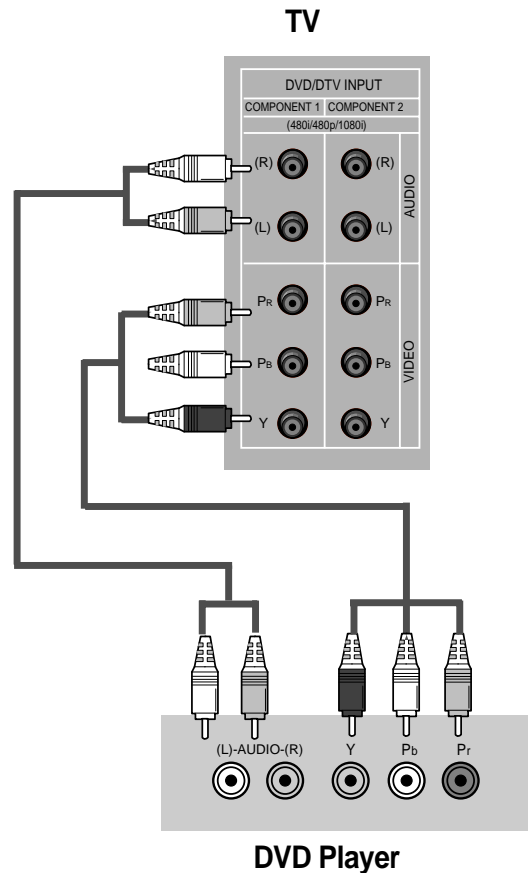 TV
DVD/DTV INPUT
COMPONENT 1 COMPONENT 2
(480i/480p/1080i)
(R) (R)
(L) (L)
AUDIO
PR PR
PB PB
Y Y
VIDEO
(L)-AUDIO-(R) Y Pb Pr
DVD Player